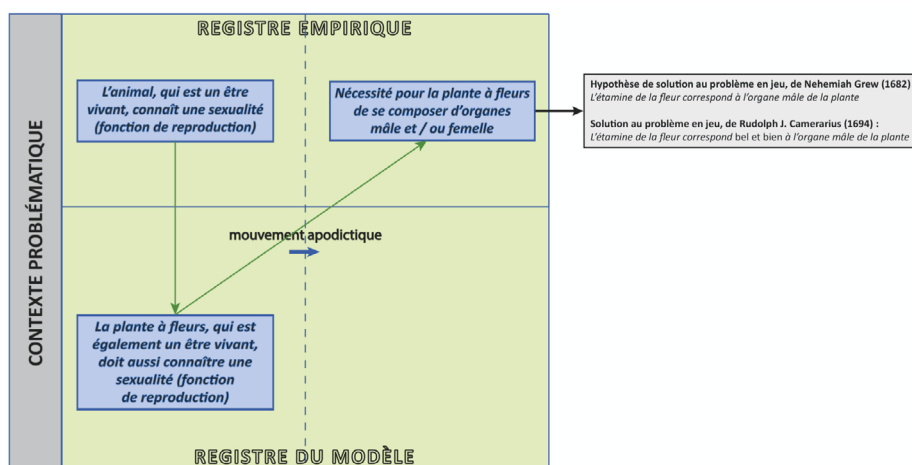 REGISTRE EMPIRIQUE
CONTEXTE PROBLÉMATIQUE
L'animal, qui est un être
vivant, connaît une sexualité
(fonction de reproduction)
Nécessité pour la plante à fleurs
de se composer d'organes
mâle et / ou femelle
Hypothèse de solution au problème en jeu, de Nehemiah Grew (1682)
L'étamine de la fleur correspond à l'organe mâle de la plante
Solution au problème en jeu, de Rudolph J. Camerarius (1694) :
L'étamine de la fleur correspond bel et bien à l'organe mâle de la plante
mouvement apodictique
La plante à fleurs, qui est
également un être vivant,
doit aussi connaître une
sexualité (fonction
de reproduction)
REGISTRE DU MODÈLE